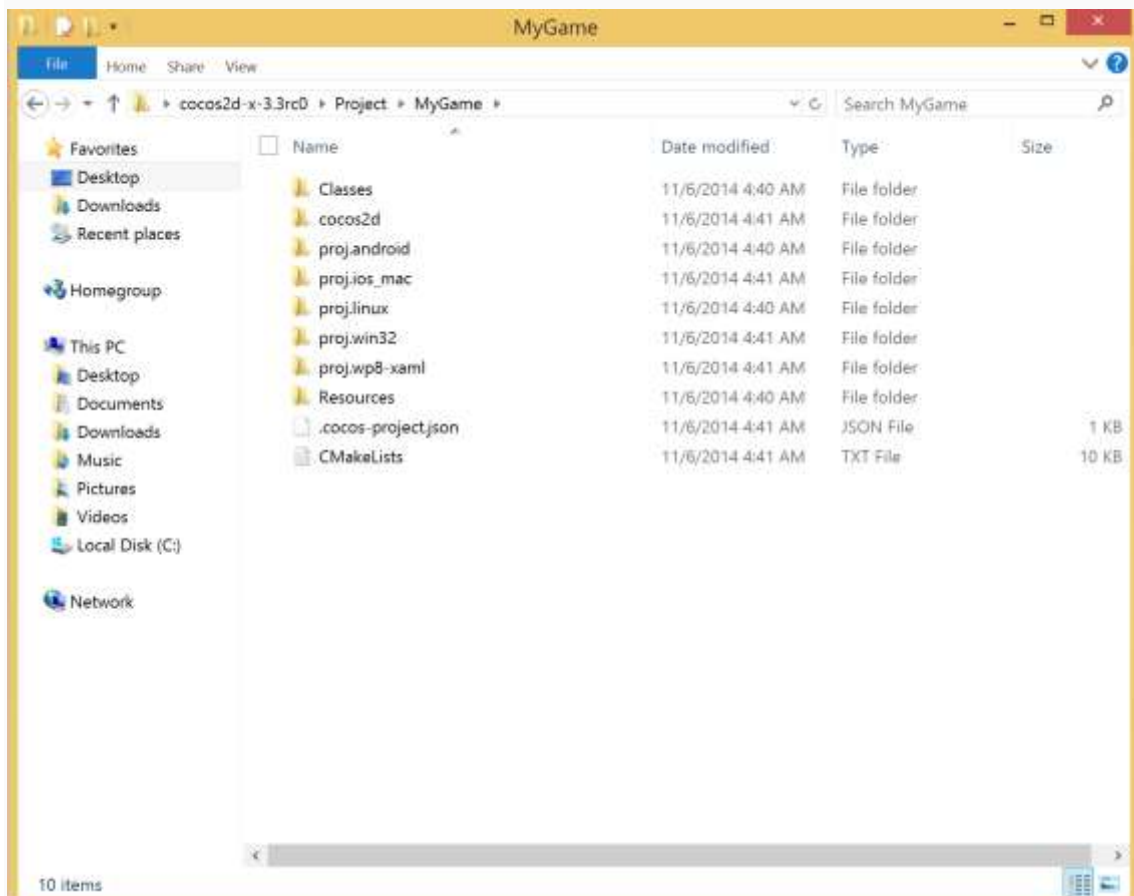 MyGame
File Home Share View
cocos2d-x-3.3rc0 Project MyGame Search MyGame
Name Date modified Type Size
Favorites
Desktop
Downloads
Recent places
Homegroup
This PC
Desktop
Documents
Downloads
Music
Pictures
Videos
Local Disk (C:)
Network
Classes 11/6/2014 4:40 AM File folder
cocos2d 11/6/2014 4:41 AM File folder
proj.android 11/6/2014 4:40 AM File folder
proj.ios_mac 11/6/2014 4:41 AM File folder
proj.linux 11/6/2014 4:40 AM File folder
proj.win32 11/6/2014 4:41 AM File folder
proj.wp8-xaml 11/6/2014 4:41 AM File folder
Resources 11/6/2014 4:40 AM File folder
.cocos-project.json 11/6/2014 4:41 AM JSON File 1 KB
CMakeLists 11/6/2014 4:41 AM TXT File 10 KB
10 items